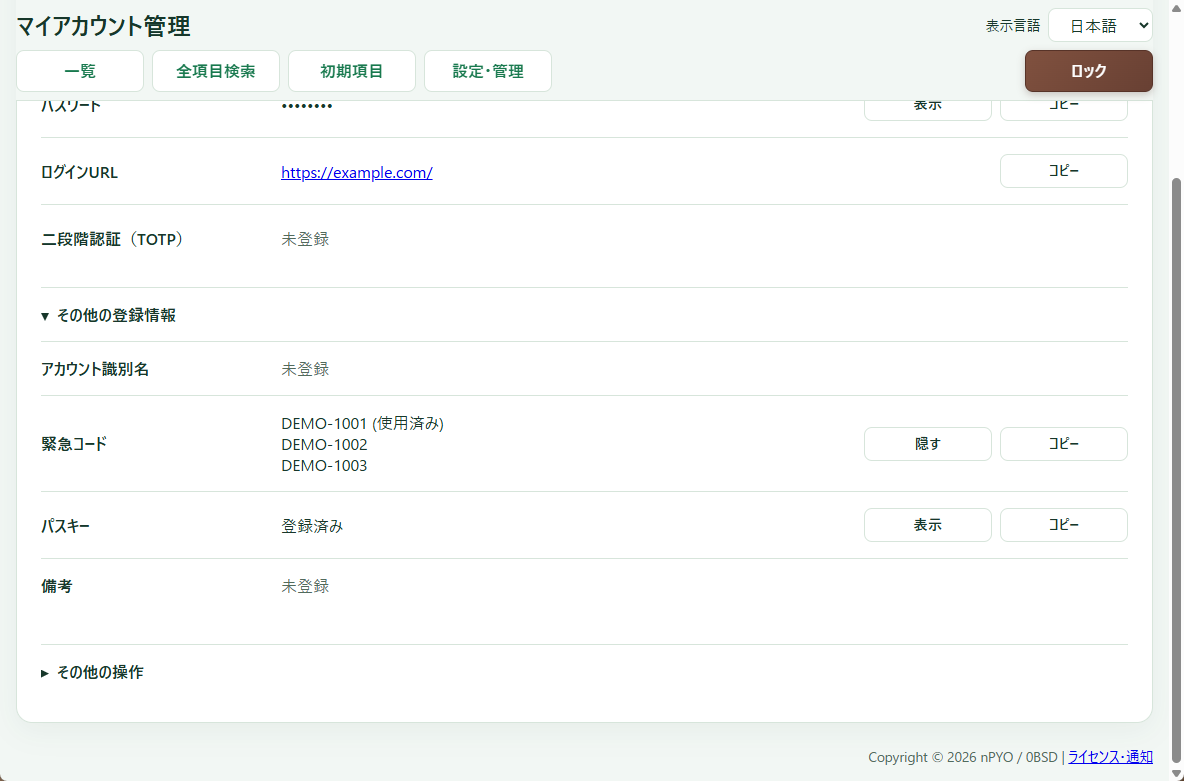 マイアカウント管理
表示言語 日本語
一覧 全項目検索 初期項目 設定・管理 ロック
パスワード •••••••• 表示 コピー
ログインURL https://example.com/ コピー
二段階認証（TOTP） 未登録
▼ その他の登録情報
アカウント識別名 未登録
緊急コード
DEMO-1001 (使用済み)
DEMO-1002
DEMO-1003
隠す コピー
パスキー 登録済み 表示 コピー
備考 未登録
▶ その他の操作
Copyright © 2026 nPYO / 0BSD | ライセンス・通知